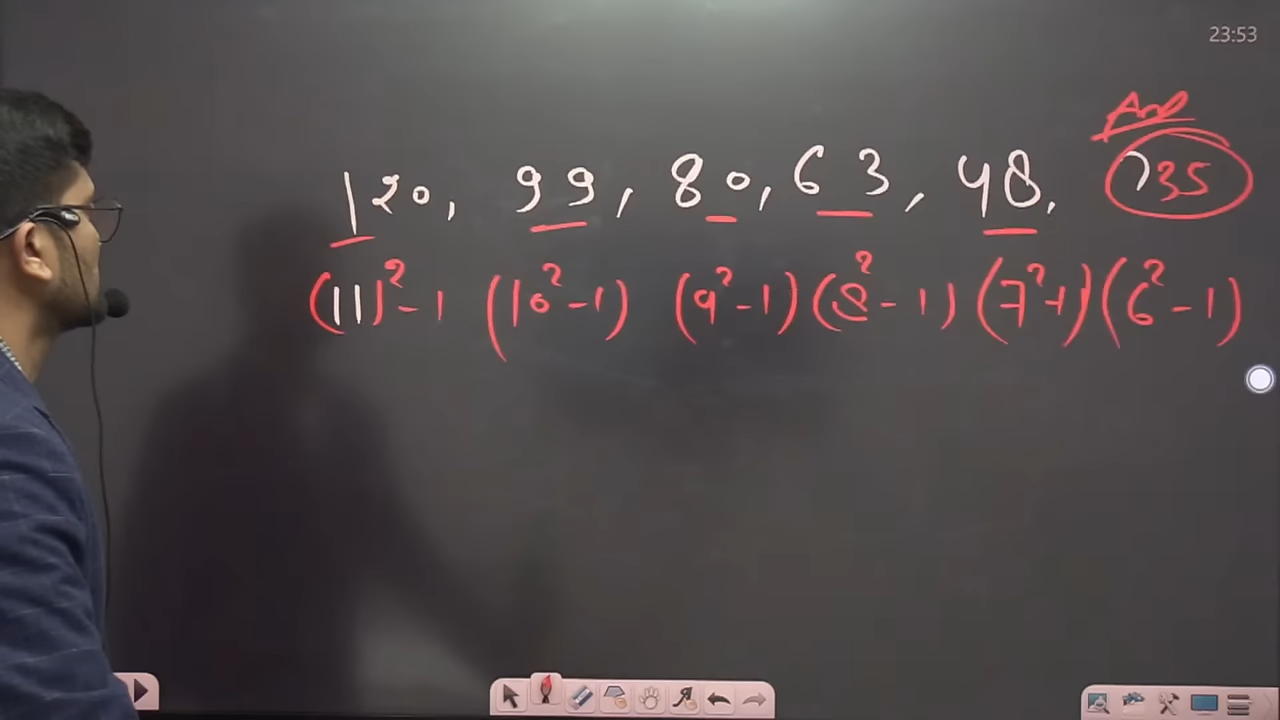 23:53
Ans
120, 99, 80, 63, 48, ?35
(11)²-1 (10²-1) (9²-1) (8²-1) (7²-1) (6²-1)